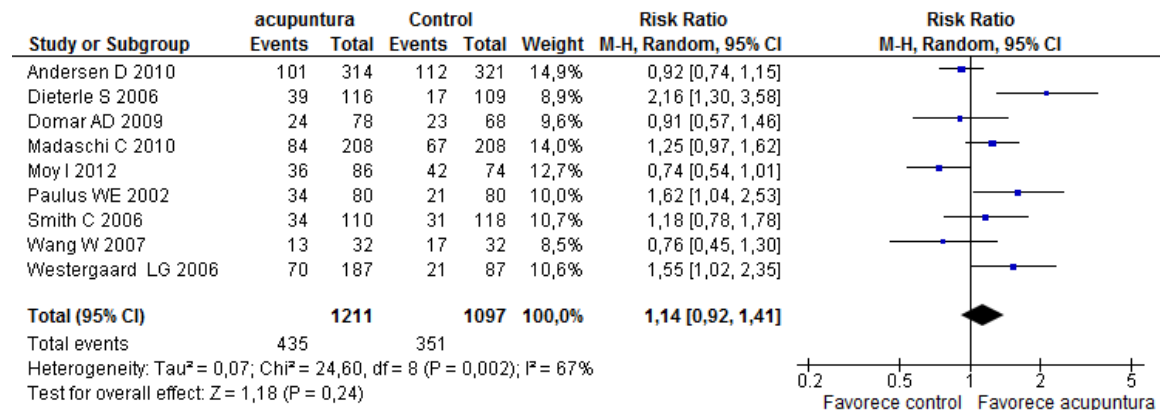 acupuntura Control Risk Ratio Risk Ratio
Study or Subgroup Events Total Events Total Weight M-H, Random, 95% CI M-H, Random, 95% CI
Andersen D 2010 101 314 112 321 14,9% 0,92 [0,74, 1,15]
Dieterle S 2006 39 116 17 109 8,9% 2,16 [1,30, 3,58]
Domar AD 2009 24 78 23 68 9,6% 0,91 [0,57, 1,46]
Madaschi C 2010 84 208 67 208 14,0% 1,25 [0,97, 1,62]
Moy I 2012 36 86 42 74 12,7% 0,74 [0,54, 1,01]
Paulus WE 2002 34 80 21 80 10,0% 1,62 [1,04, 2,53]
Smith C 2006 34 110 31 118 10,7% 1,18 [0,78, 1,78]
Wang W 2007 13 32 17 32 8,5% 0,76 [0,45, 1,30]
Westergaard LG 2006 70 187 21 87 10,6% 1,55 [1,02, 2,35]
Total (95% CI) 1211 1097 100,0% 1,14 [0,92, 1,41]
Total events 435 351
Heterogeneity: Tau² = 0,07; Chi² = 24,60, df = 8 (P = 0,002); I² = 67%
Test for overall effect: Z = 1,18 (P = 0,24)
0.2 0.5 1 2 5
Favorece control Favorece acupuntura